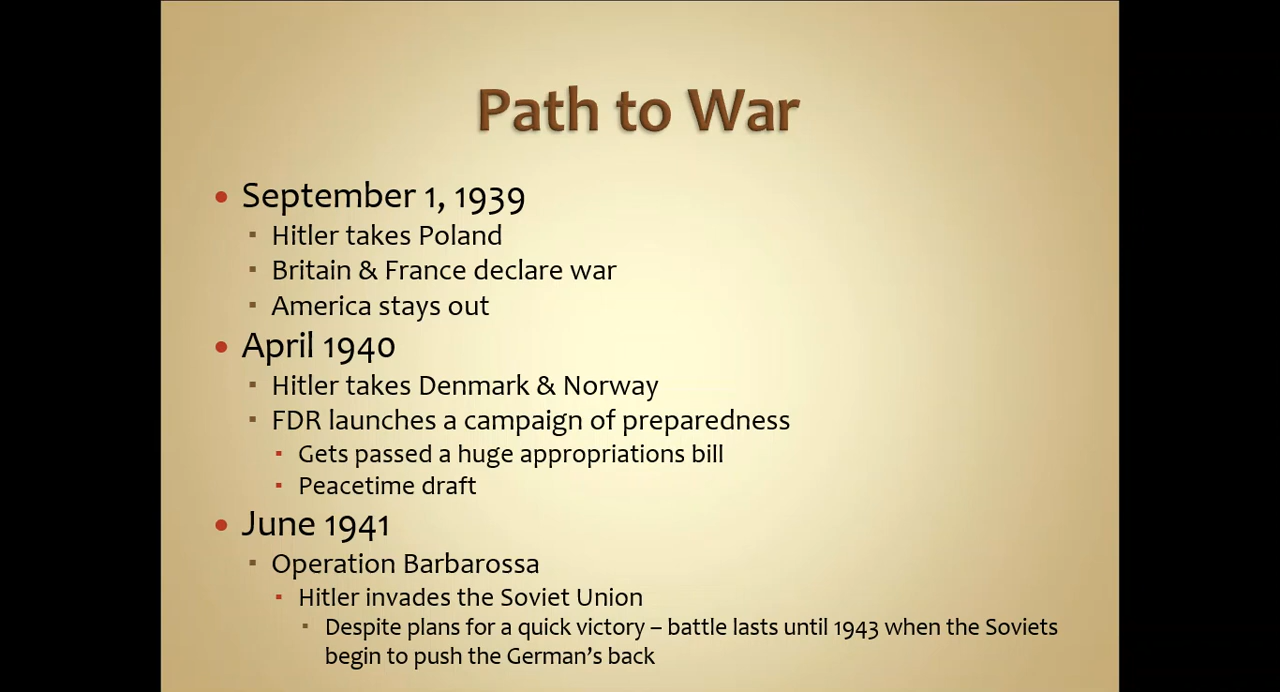 Path to War
• September 1, 1939
▪ Hitler takes Poland
▪ Britain & France declare war
▪ America stays out
• April 1940
▪ Hitler takes Denmark & Norway
▪ FDR launches a campaign of preparedness
▪ Gets passed a huge appropriations bill
▪ Peacetime draft
• June 1941
▪ Operation Barbarossa
▪ Hitler invades the Soviet Union
▪ Despite plans for a quick victory – battle lasts until 1943 when the Soviets
begin to push the German’s back